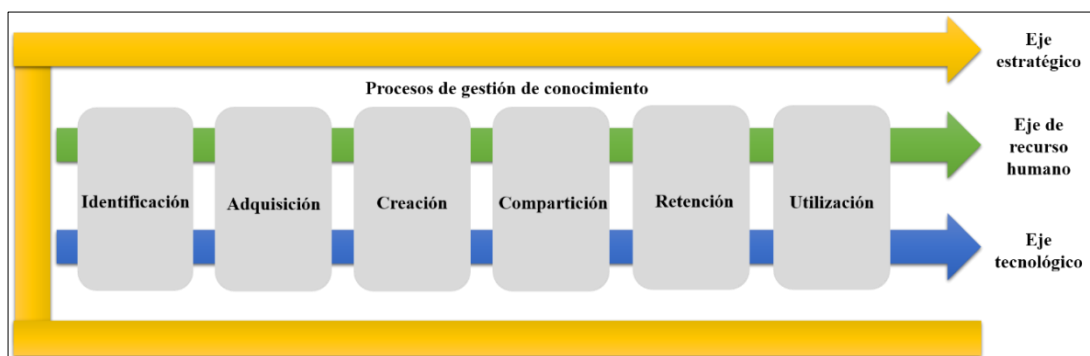 Eje
estratégico
Procesos de gestión de conocimiento
Eje de
recurso
humano
Identificación
Adquisición
Creación
Compartición
Retención
Utilización
Eje
tecnológico